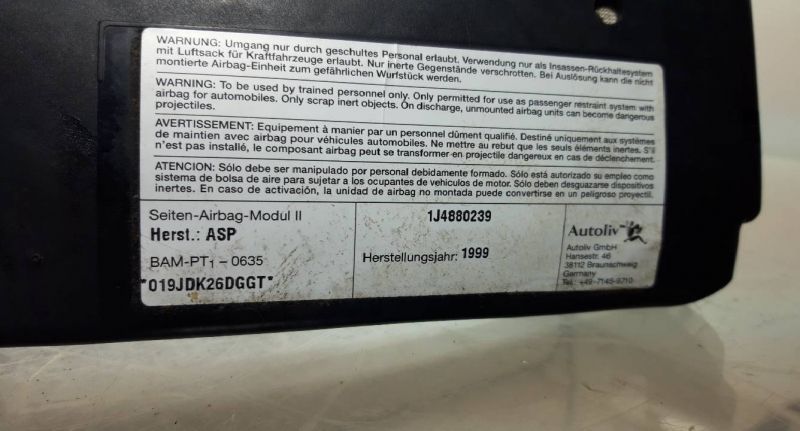 WARNUNG: Umgang nur durch geschultes Personal erlaubt. Verwendung nur als Insassen-Rückhaltesystem
mit Luftsack für Kraftfahrzeuge erlaubt. Nur inerte Gegenstände verschrotten. Bei Auslösung kann die nicht
montierte Airbag-Einheit zum gefährlichen Wurfstück werden.
WARNING: To be used by trained personnel only. Only permitted for use as passenger restraint system with
airbag for automobiles. Only scrap inert objects. On discharge, unmounted airbag units can become dangerous
projectiles.
AVERTISSEMENT: Equipement à manier par un personnel dûment qualifié. Destiné uniquement aux systèmes
de maintien avec airbag pour véhicules automobiles. Ne mettre au rebut que les seuls éléments inertes. S'il
n'est pas installé, le composant airbag peut se transformer en projectile dangereux en cas de déclenchement.
ATENCION: Sólo debe ser manipulado por personal debidamente formado. Sólo está autorizado su empleo como
sistema de bolsa de aire para sujetar a los ocupantes de vehículos de motor. Sólo deben desguazarse dispositivos
inertes. En caso de activación, la unidad de airbag no montada puede convertirse en un peligroso proyectil.
Seiten-Airbag-Modul II
1J4880239
Herst.: ASP
BAM-PT1 - 0635
Herstellungsjahr: 1999
*019JDK26DGGT*
Autoliv
Autoliv GmbH
Hansestr. 46
38112 Braunschweig
Germany
Tel.: +49-7145-9710